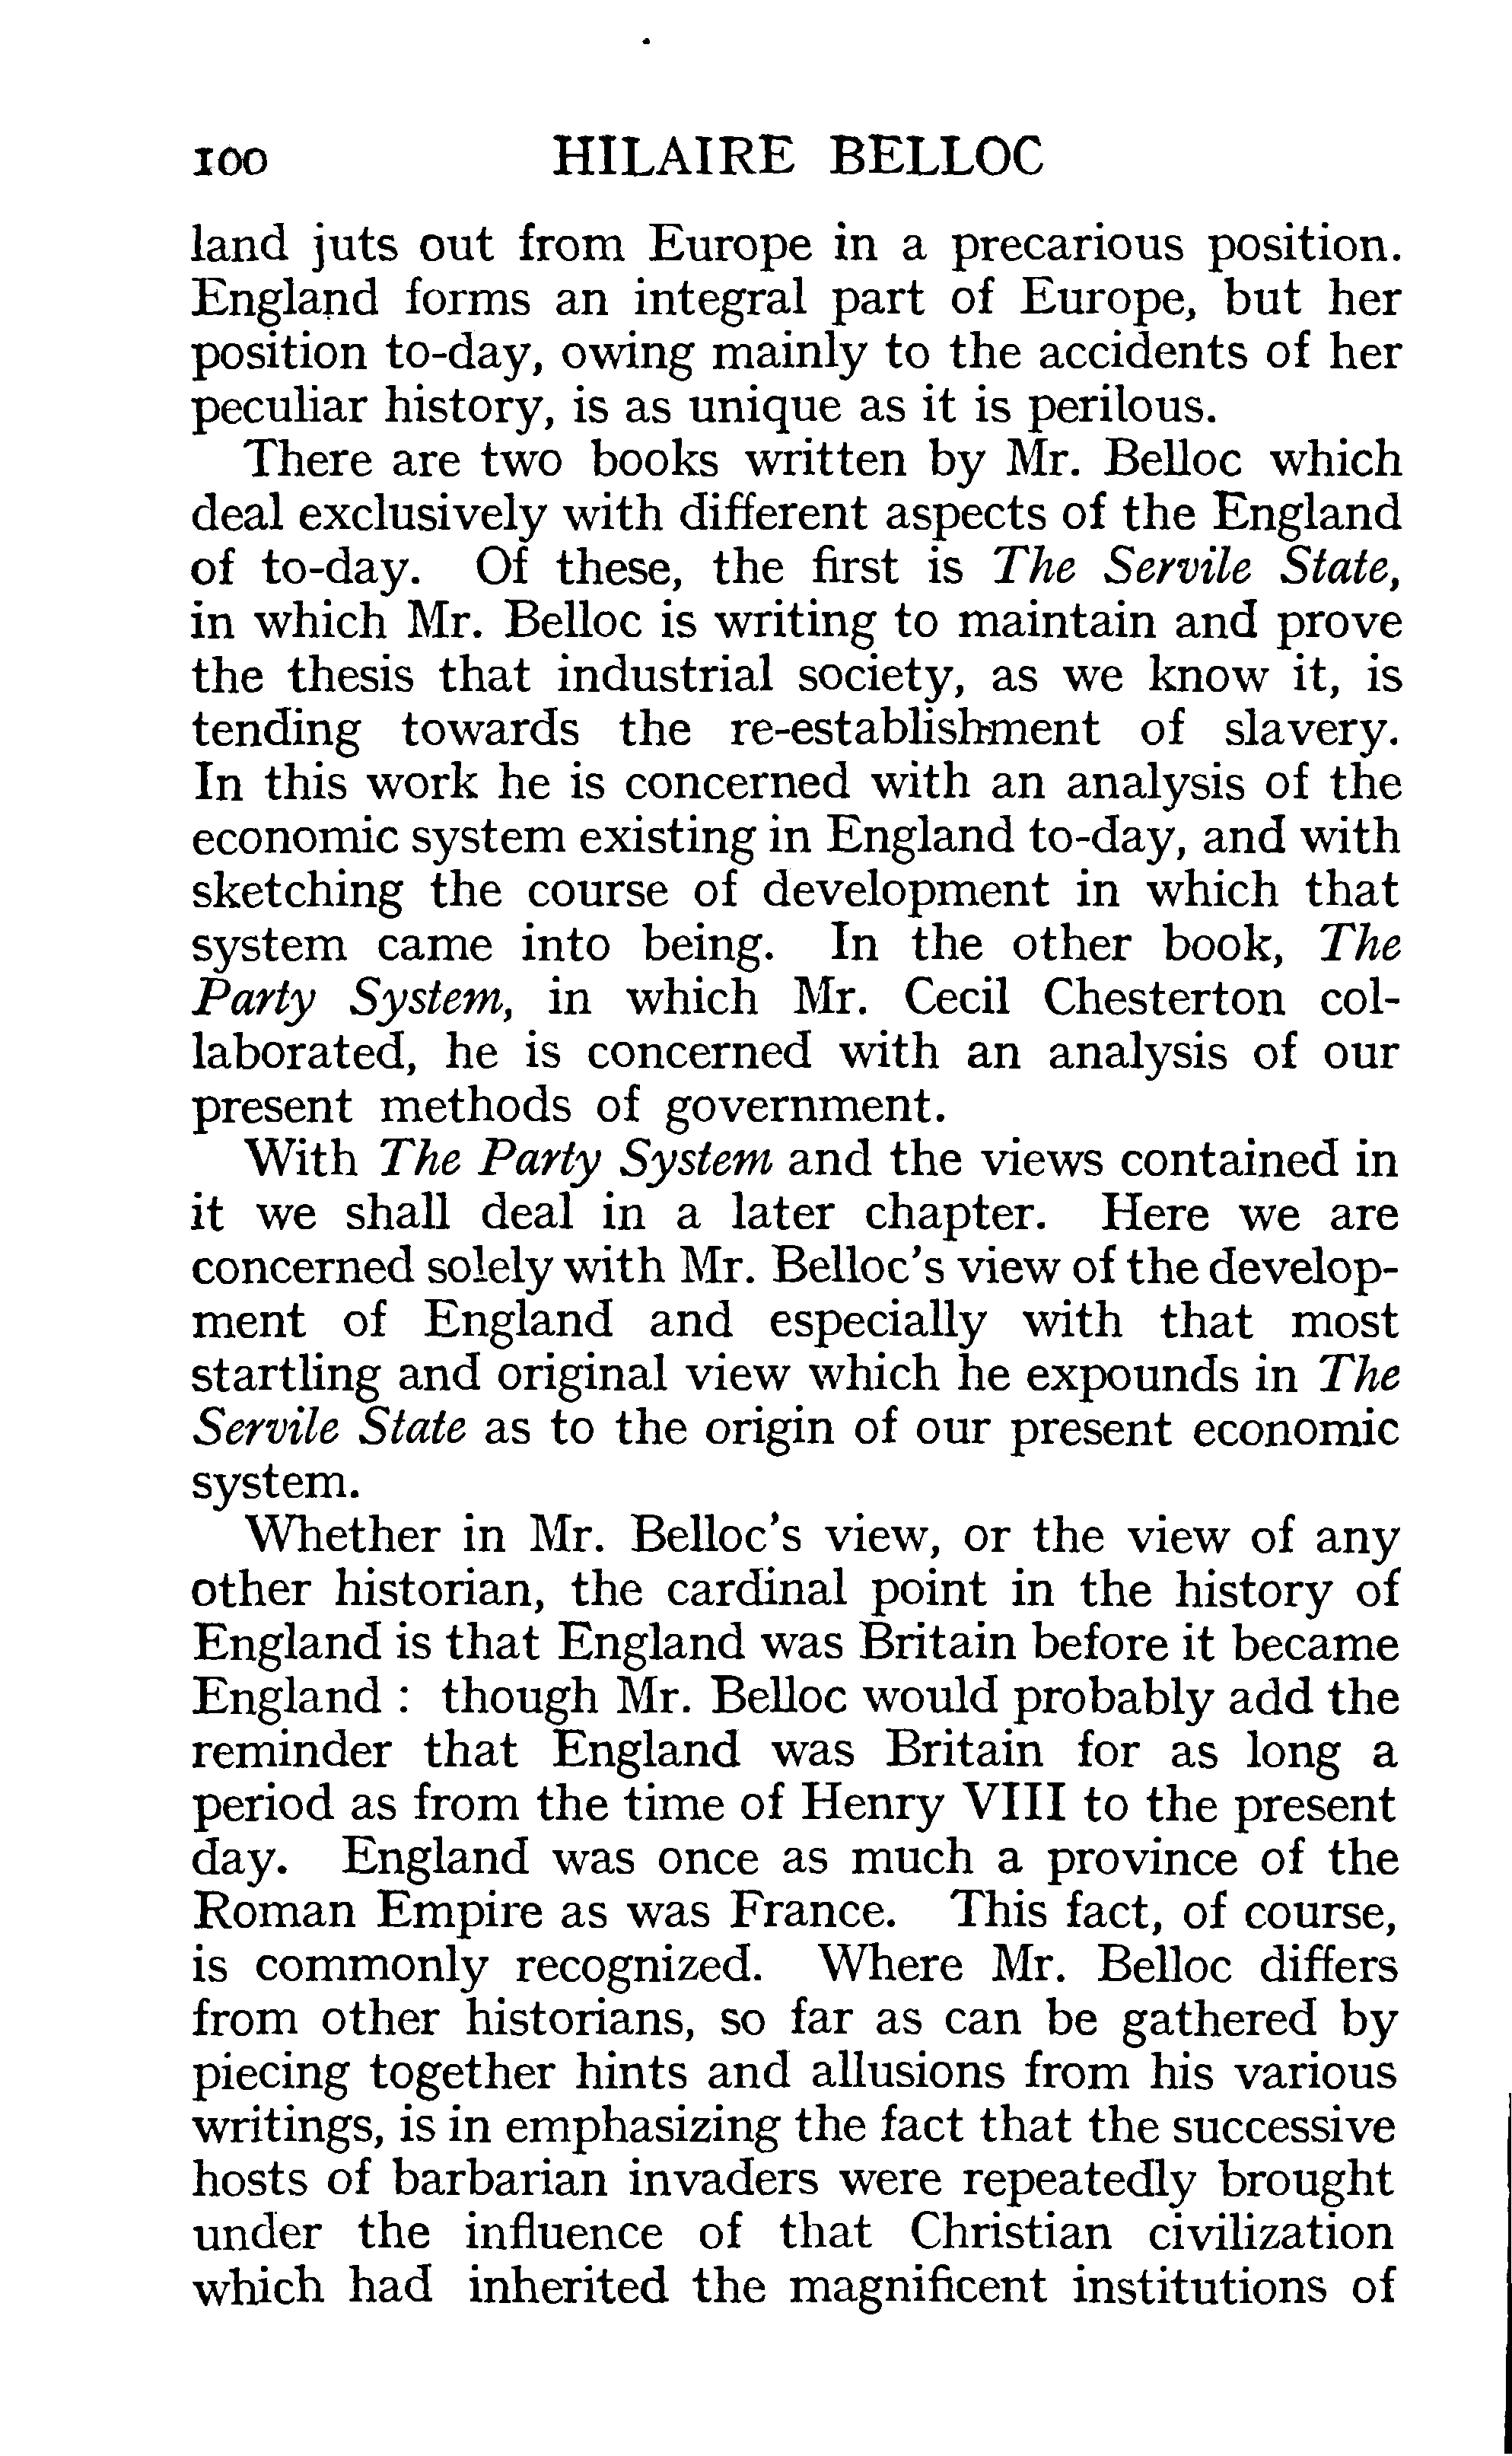 100 HILAIRE BELLOC
land juts out from Europe in a precarious position.
England forms an integral part of Europe, but her
position to-day, owing mainly to the accidents of her
peculiar history, is as unique as it is perilous.
There are two books written by Mr. Belloc which
deal exclusively with different aspects of the England
of to-day. Of these, the first is The Servile State,
in which Mr. Belloc is writing to maintain and prove
the thesis that industrial society, as we know it, is
tending towards the re-establishment of slavery.
In this work he is concerned with an analysis of the
economic system existing in England to-day, and with
sketching the course of development in which that
system came into being. In the other book, The
Party System, in which Mr. Cecil Chesterton col-
laborated, he is concerned with an analysis of our
present methods of government.
With The Party System and the views contained in
it we shall deal in a later chapter. Here we are
concerned solely with Mr. Belloc's view of the develop-
ment of England and especially with that most
startling and original view which he expounds in The
Servile State as to the origin of our present economic
system.
Whether in Mr. Belloc's view, or the view of any
other historian, the cardinal point in the history of
England is that England was Britain before it became
England : though Mr. Belloc would probably add the
reminder that England was Britain for as long a
period as from the time of Henry VIII to the present
day. England was once as much a province of the
Roman Empire as was France. This fact, of course,
is commonly recognized. Where Mr. Belloc differs
from other historians, so far as can be gathered by
piecing together hints and allusions from his various
writings, is in emphasizing the fact that the successive
hosts of barbarian invaders were repeatedly brought
under the influence of that Christian civilization
which had inherited the magnificent institutions of